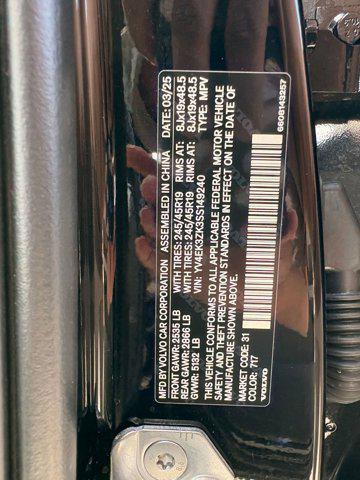 MFD BY VOLVO CAR CORPORATION ASSEMBLED IN CHINA DATE: 03/25
FRONT GAWR: 2535 LB WITH TIRES: 245/45R19 RIMS AT: 8Jx19x48.5
REAR GAWR: 2866 LB WITH TIRES: 245/45R19 RIMS AT: 8Jx19x48.5
GVWR: 5132 LB VIN: YV4EK3ZK3SS149240 TYPE: MPV
THIS VEHICLE CONFORMS TO ALL APPLICABLE FEDERAL MOTOR VEHICLE
SAFETY AND THEFT PREVENTION STANDARDS IN EFFECT ON THE DATE OF
MANUFACTURE SHOWN ABOVE.
MARKET CODE: 31
COLOR: 717
VOLVO 6608143257